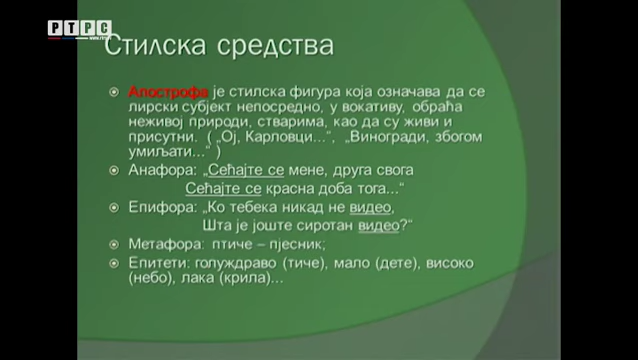 РТРС
www.rtrs.tv
Стилска средства
Апострофа је стилска фигура која означава да се
лирски субјект непосредно, у вокативу, обраћа
неживој природи, стварима, као да су живи и
присутни. ( „Ој, Карловци...“, „Виногради, збогом
умиљати...“ )
Анафора: „Сећајте се мене, друга свога
Сећајте се красна доба тога...“
Епифора: „Ко тебека никад не видео,
Шта је јоште сиротан видео?“
Метафора: птиче – пјесник;
Епитети: голуждраво (тиче), мало (дете), високо
(небо), лака (крила)...